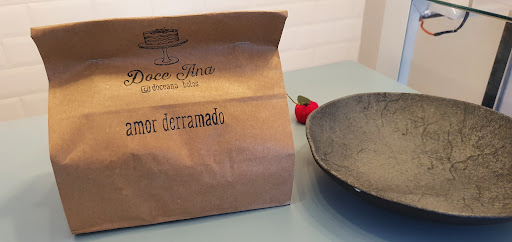 Doce Ana
doceana_bolos
amor derramado